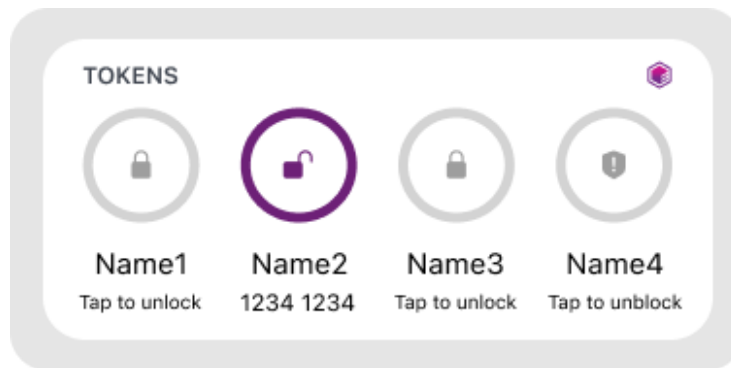 TOKENS
Name1 Name2 Name3 Name4
Tap to unlock 1234 1234 Tap to unlock Tap to unblock